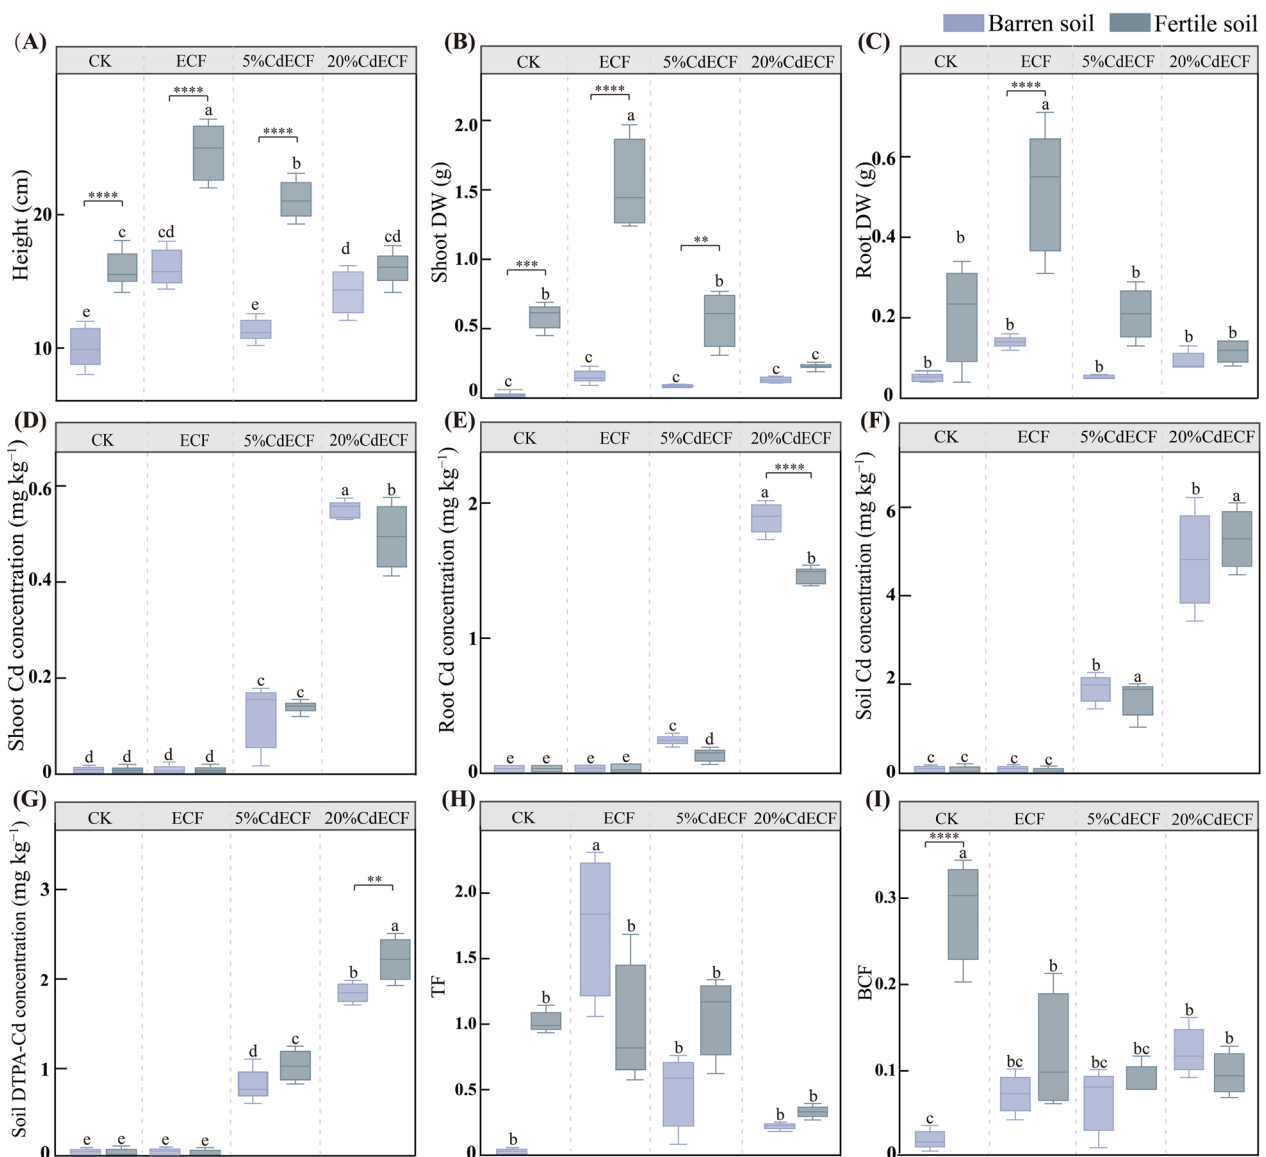 Barren soil Fertile soil
(A) (B) (C)
CK ECF 5%CdECF 20%CdECF
CK ECF 5%CdECF 20%CdECF
CK ECF 5%CdECF 20%CdECF
Height (cm)
20
10
**** **** ****
e c cd a e b d cd
Shoot DW (g)
2.0
1.5
1.0
0.5
0
*** **** **
c b c a c b c c
Root DW (g)
0.6
0.4
0.2
0
****
b b b a b b b b
(D) (E) (F)
CK ECF 5%CdECF 20%CdECF
CK ECF 5%CdECF 20%CdECF
CK ECF 5%CdECF 20%CdECF
Shoot Cd concentration (mg kg⁻¹)
0.6
0.4
0.2
0
d d d d c c a b
Root Cd concentration (mg kg⁻¹)
2
1
0
****
e e e e c d a b
Soil Cd concentration (mg kg⁻¹)
6
4
2
0
c c c c b a b a
(G) (H) (I)
CK ECF 5%CdECF 20%CdECF
CK ECF 5%CdECF 20%CdECF
CK ECF 5%CdECF 20%CdECF
Soil DTPA-Cd concentration (mg kg⁻¹)
3
2
1
0
**
e e e e d c b a
TF
2.0
1.5
1.0
0.5
0
b b a b b b b b
BCF
0.3
0.2
0.1
0
****
c a bc b bc bc b b